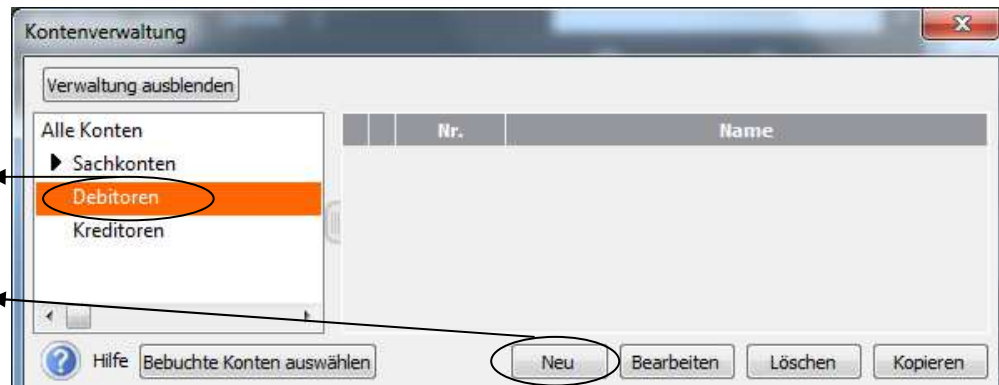 Kontenverwaltung
Verwaltung ausblenden
Alle Konten
Sachkonten
Debitoren
Kreditoren
Nr. Name
Hilfe Bebuchte Konten auswählen Neu Bearbeiten Löschen Kopieren